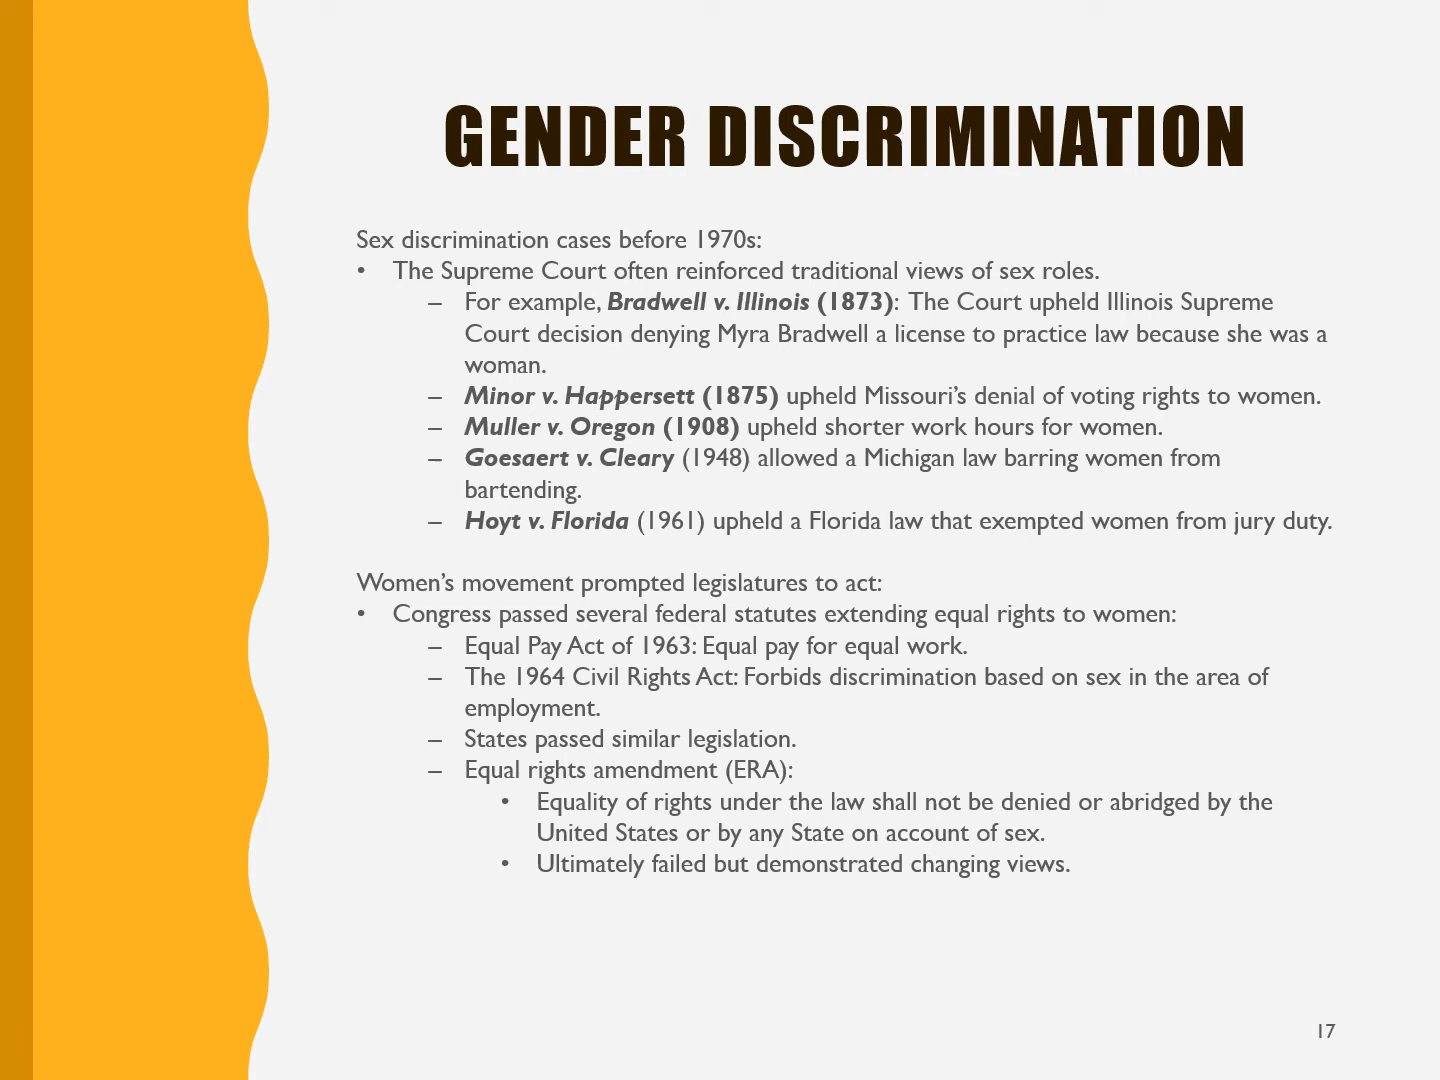 GENDER DISCRIMINATION
Sex discrimination cases before 1970s:
• The Supreme Court often reinforced traditional views of sex roles.
– For example, Bradwell v. Illinois (1873): The Court upheld Illinois Supreme
Court decision denying Myra Bradwell a license to practice law because she was a
woman.
– Minor v. Happersett (1875) upheld Missouri’s denial of voting rights to women.
– Muller v. Oregon (1908) upheld shorter work hours for women.
– Goesaert v. Cleary (1948) allowed a Michigan law barring women from
bartending.
– Hoyt v. Florida (1961) upheld a Florida law that exempted women from jury duty.
Women’s movement prompted legislatures to act:
• Congress passed several federal statutes extending equal rights to women:
– Equal Pay Act of 1963: Equal pay for equal work.
– The 1964 Civil Rights Act: Forbids discrimination based on sex in the area of
employment.
– States passed similar legislation.
– Equal rights amendment (ERA):
• Equality of rights under the law shall not be denied or abridged by the
United States or by any State on account of sex.
• Ultimately failed but demonstrated changing views.
17